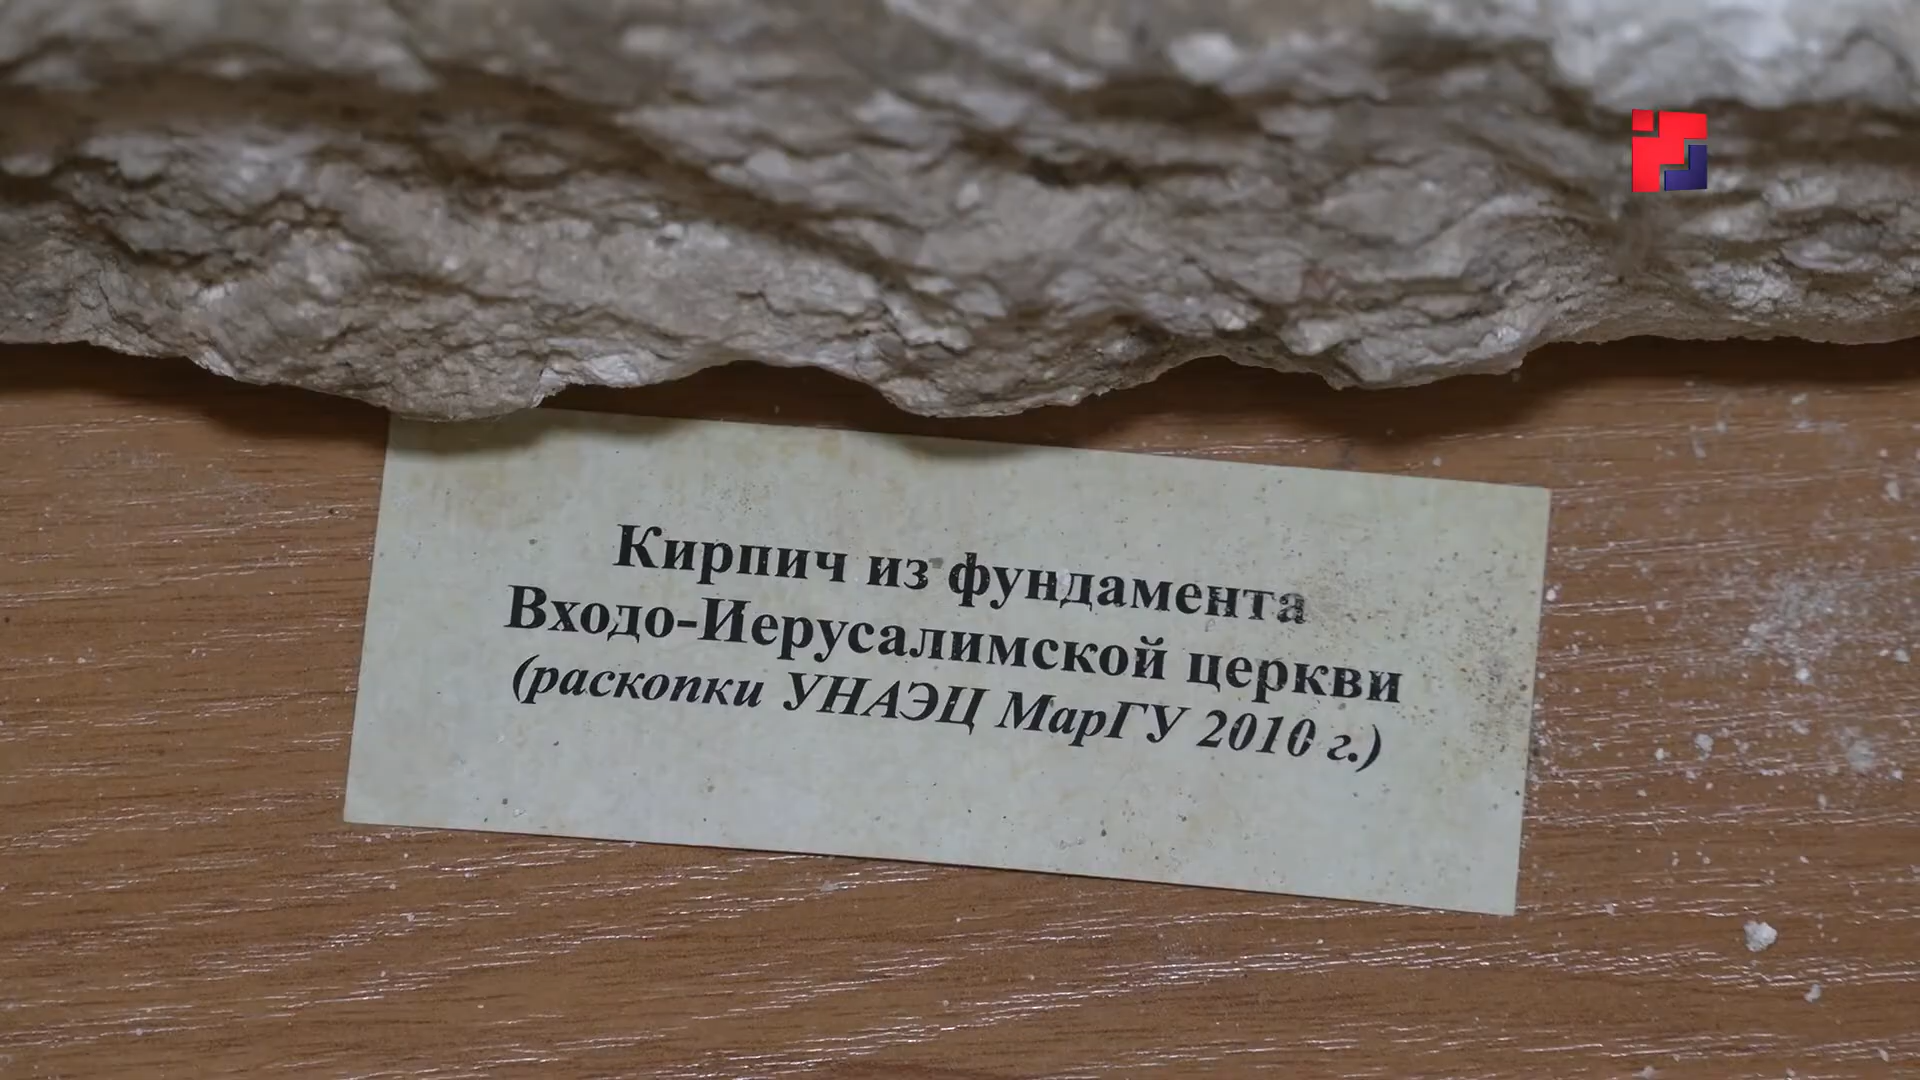 Кирпич из фундамента
Входо-Иерусалимской церкви
(раскопки УНАЭЦ МарГУ 2010 г.)